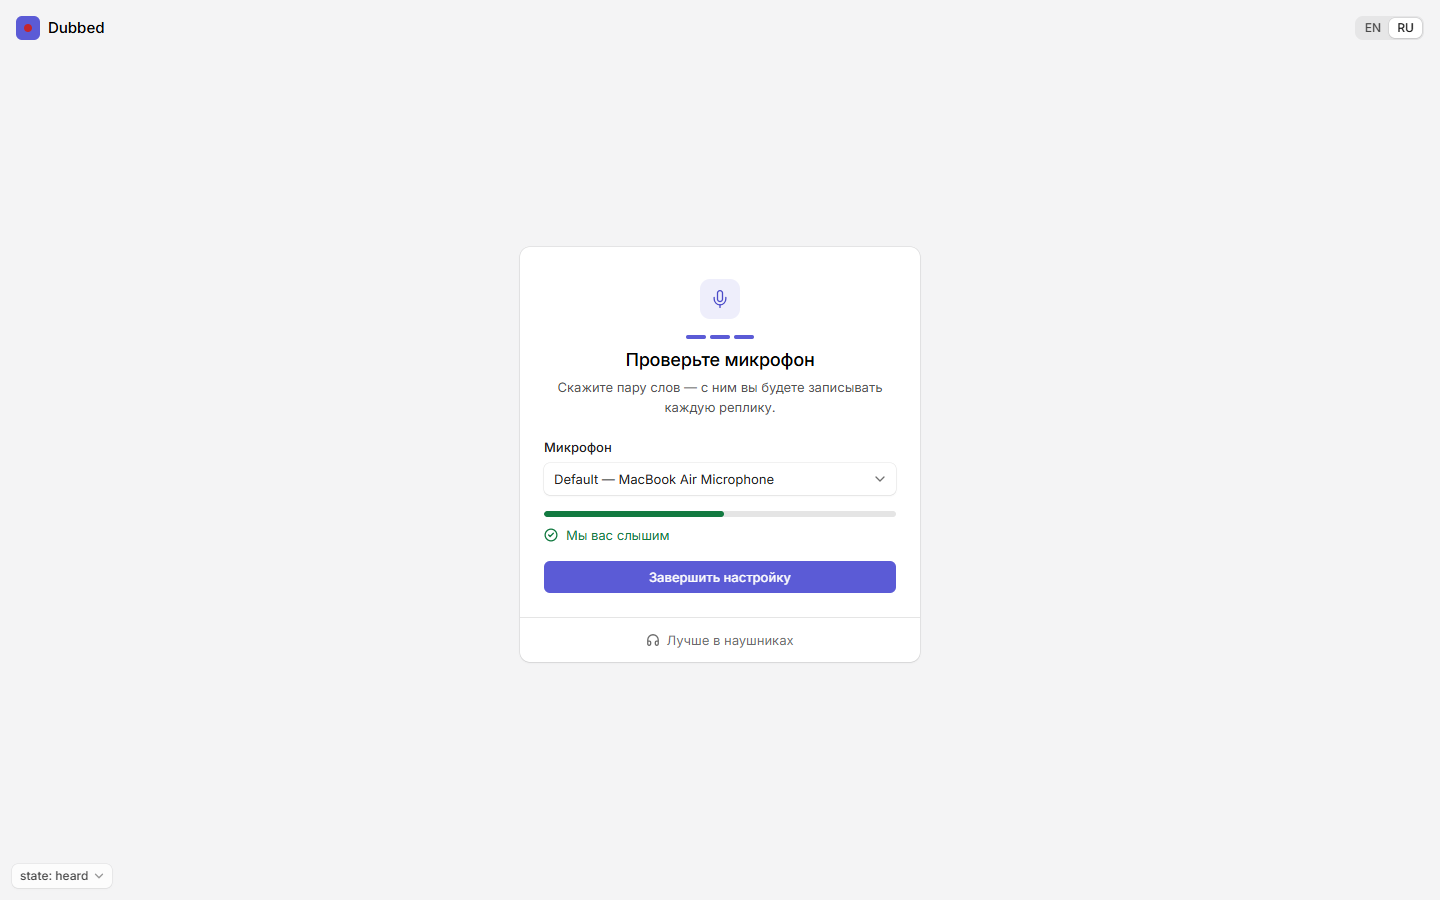 Dubbed
EN RU
Проверьте микрофон
Скажите пару слов — с ним вы будете записывать
каждую реплику.
Микрофон
Default — MacBook Air Microphone
Мы вас слышим
Завершить настройку
Лучше в наушниках
state: heard